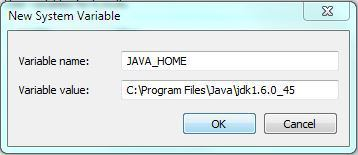 New System Variable
Variable name: JAVA_HOME
Variable value: C:\Program Files\Java\jdk1.6.0_45
OK Cancel